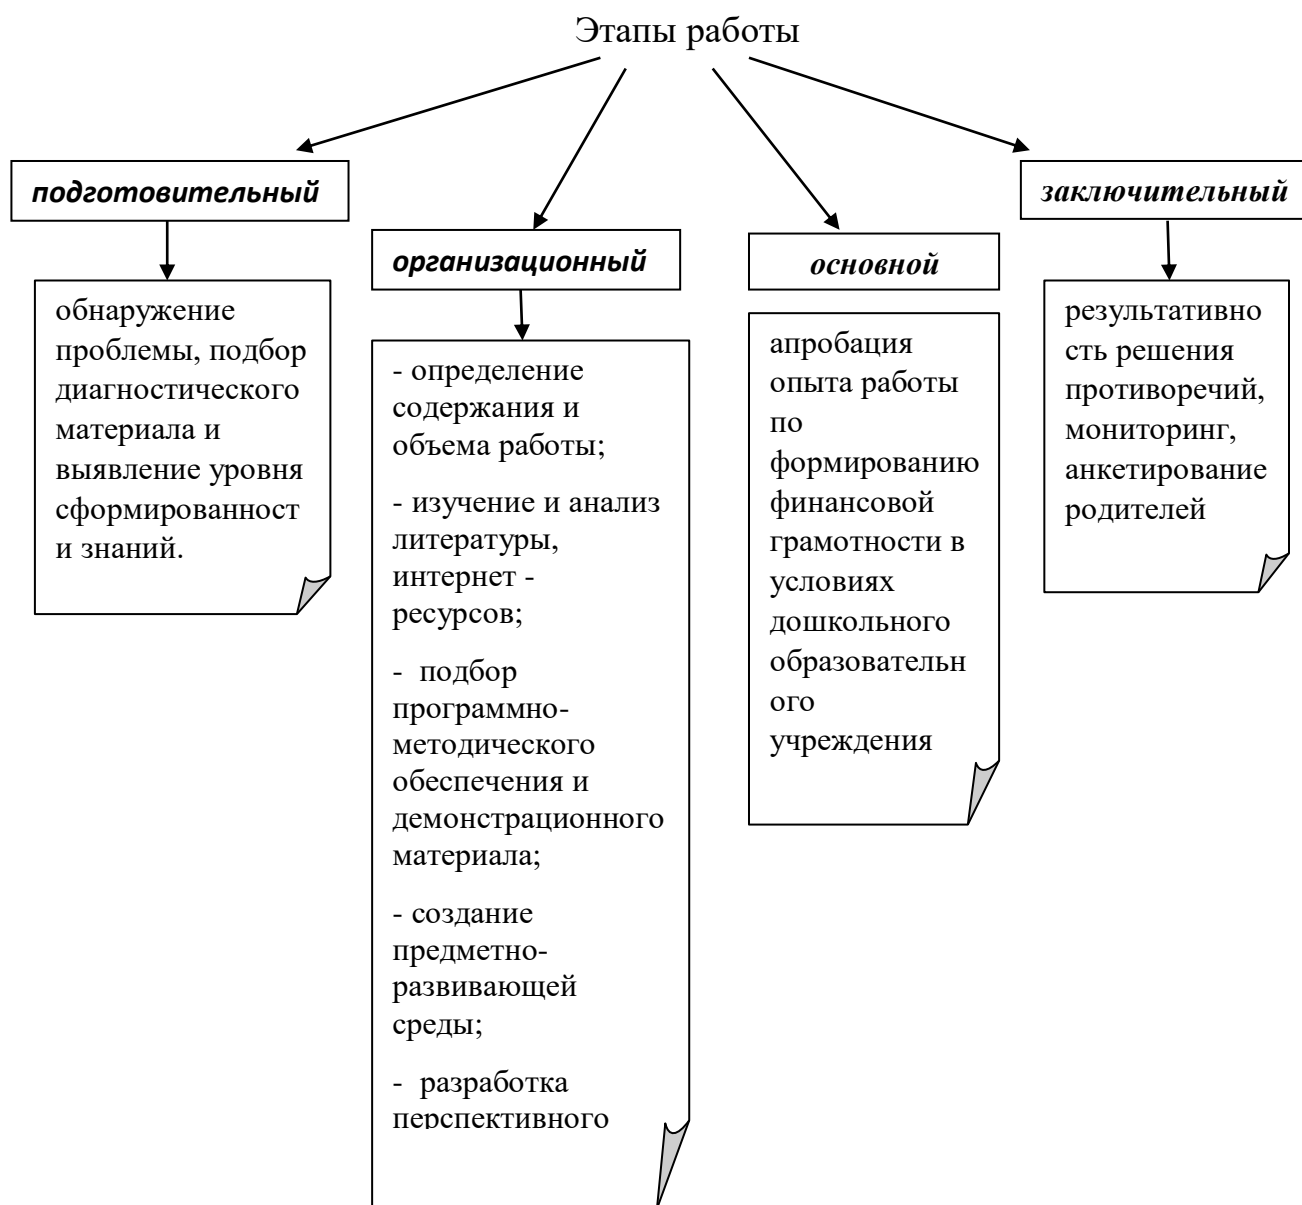 Этапы работы
подготовительный
обнаружение
проблемы, подбор
диагностического
материала и
выявление уровня
сформированност
и знаний.
организационный
- определение
содержания и
объема работы;
- изучение и анализ
литературы,
интернет -
ресурсов;
- подбор
программно-
методического
обеспечения и
демонстрационного
материала;
- создание
предметно-
развивающей
среды;
- разработка
перспективного
основной
апробация
опыта работы
по
формированию
финансовой
грамотности в
условиях
дошкольного
образовательн
ого
учреждения
заключительный
результативно
сть решения
противоречий,
мониторинг,
анкетирование
родителей